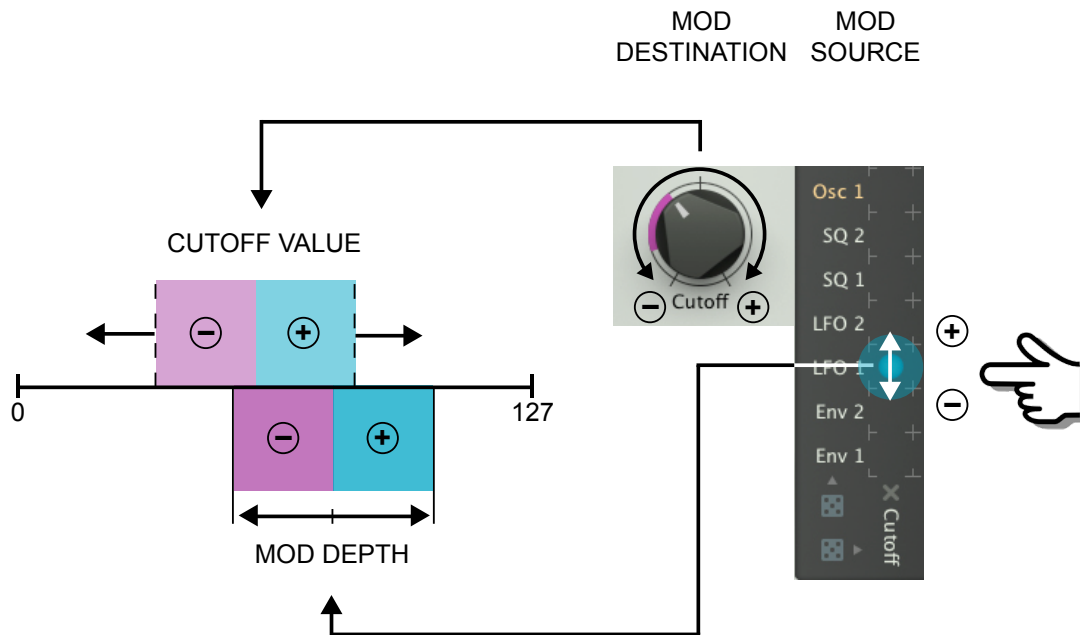 MOD
DESTINATION
MOD
SOURCE
CUTOFF VALUE
Osc 1
SQ 2
SQ 1
Cutoff
LFO 2
LFO 1
0
127
Env 2
Env 1
MOD DEPTH
Cutoff